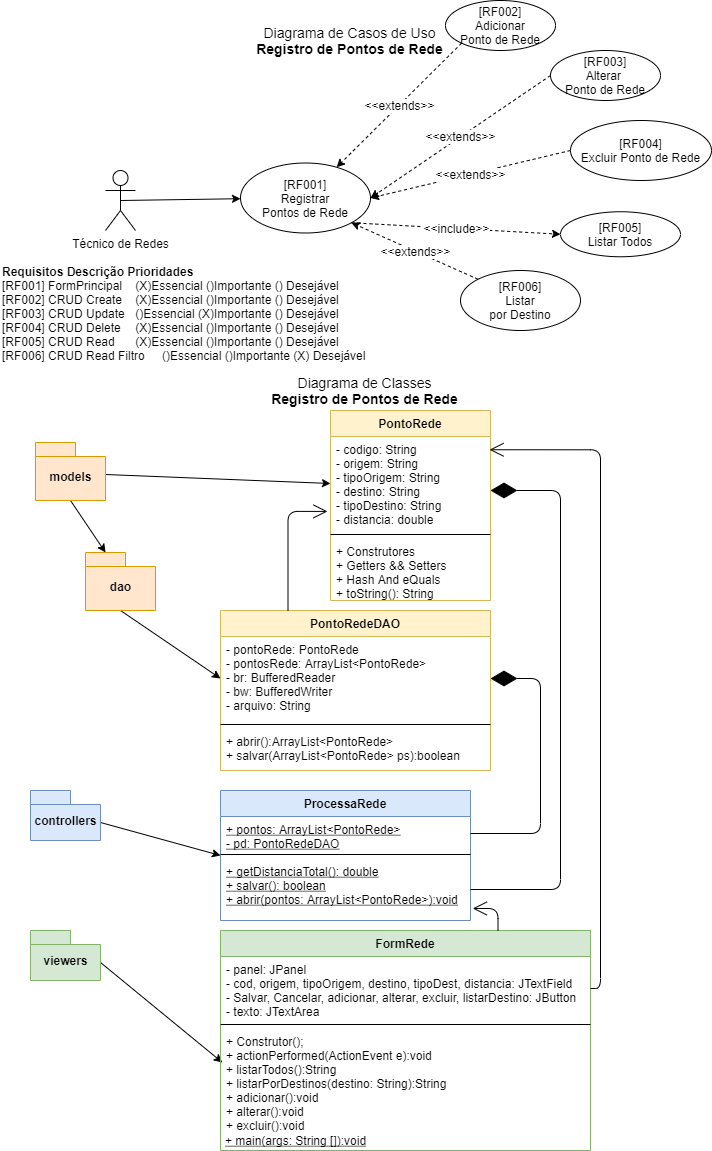 Diagrama de Casos de Uso
Registro de Pontos de Rede
[RF002]
Adicionar
Ponto de Rede
[RF003]
Alterar
Ponto de Rede
<<extends>>
<<extends>>
[RF004]
Excluir Ponto de Rede
<<extends>>
[RF001]
Registrar
Pontos de Rede
Técnico de Redes
<<include>>
[RF005]
Listar Todos
<<extends>>
[RF006]
Listar
por Destino
Requisitos Descrição Prioridades
[RF001] FormPrincipal (X)Essencial ()Importante () Desejável
[RF002] CRUD Create (X)Essencial ()Importante () Desejável
[RF003] CRUD Update ()Essencial (X)Importante () Desejável
[RF004] CRUD Delete (X)Essencial ()Importante () Desejável
[RF005] CRUD Read (X)Essencial ()Importante () Desejável
[RF006] CRUD Read Filtro ()Essencial ()Importante (X) Desejável
Diagrama de Classes
Registro de Pontos de Rede
PontoRede
- codigo: String
- origem: String
- tipoOrigem: String
- destino: String
- tipoDestino: String
- distancia: double
+ Construtores
+ Getters && Setters
+ Hash And eQuals
+ toString(): String
models
dao
PontoRedeDAO
- pontoRede: PontoRede
- pontosRede: ArrayList<PontoRede>
- br: BufferedReader
- bw: BufferedWriter
- arquivo: String
+ abrir():ArrayList<PontoRede>
+ salvar(ArrayList<PontoRede> ps):boolean
controllers
ProcessaRede
+ pontos: ArrayList<PontoRede>
- pd: PontoRedeDAO
+ getDistanciaTotal(): double
+ salvar(): boolean
+ abrir(pontos: ArrayList<PontoRede>):void
viewers
FormRede
- panel: JPanel
- cod, origem, tipoOrigem, destino, tipoDest, distancia: JTextField
- Salvar, Cancelar, adicionar, alterar, excluir, listarDestino: JButton
- texto: JTextArea
+ Construtor();
+ actionPerformed(ActionEvent e):void
+ listarTodos():String
+ listarPorDestinos(destino: String):String
+ adicionar():void
+ alterar():void
+ excluir():void
+ main(args: String []):void